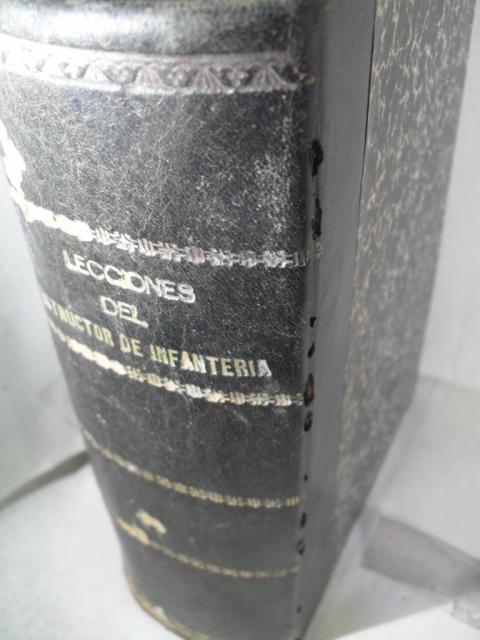 LECCIONES
DEL
STRUCTOR DE INFANTERIA